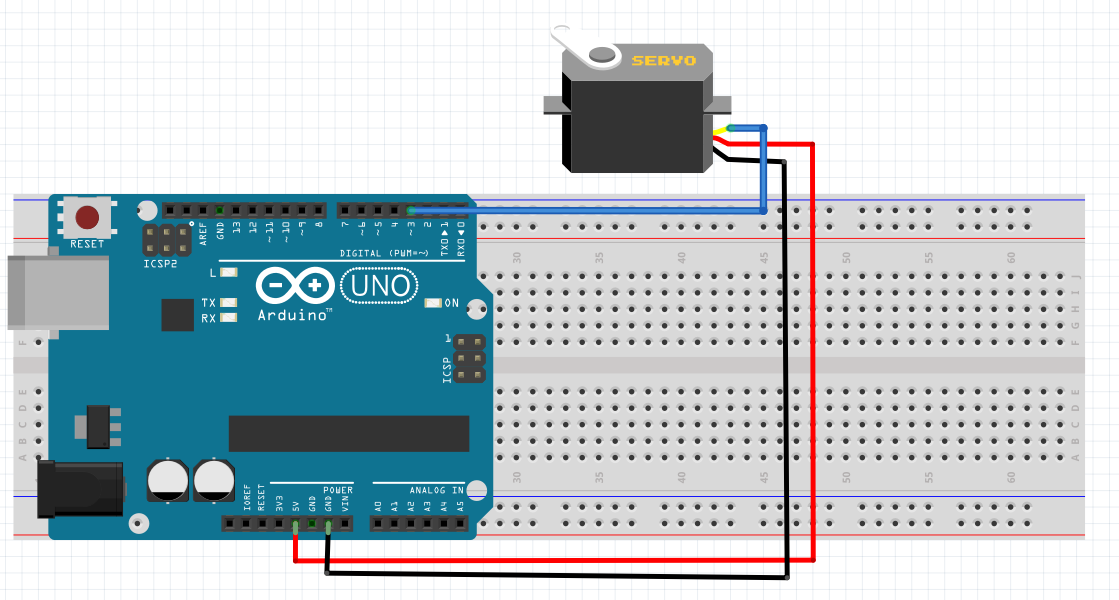 SERVO
RESET
ICSP2
AREF
GND
13
12
~11
~10
~9
8
7
~6
~5
4
~3
2
TXD▶1
RXD◀0
DIGITAL (PWM=~)
L
TX
RX
UNO
ON
Arduino™
1
ICSP
30 35 40 45 50 55 60
J
I
H
G
F
F
E
D
C
B
A
E
D
C
B
A
30 35 40 45 50 55 60
POWER
ANALOG IN
IOREF
RESET
3V3
5V
GND
GND
VIN
A0
A1
A2
A3
A4
A5